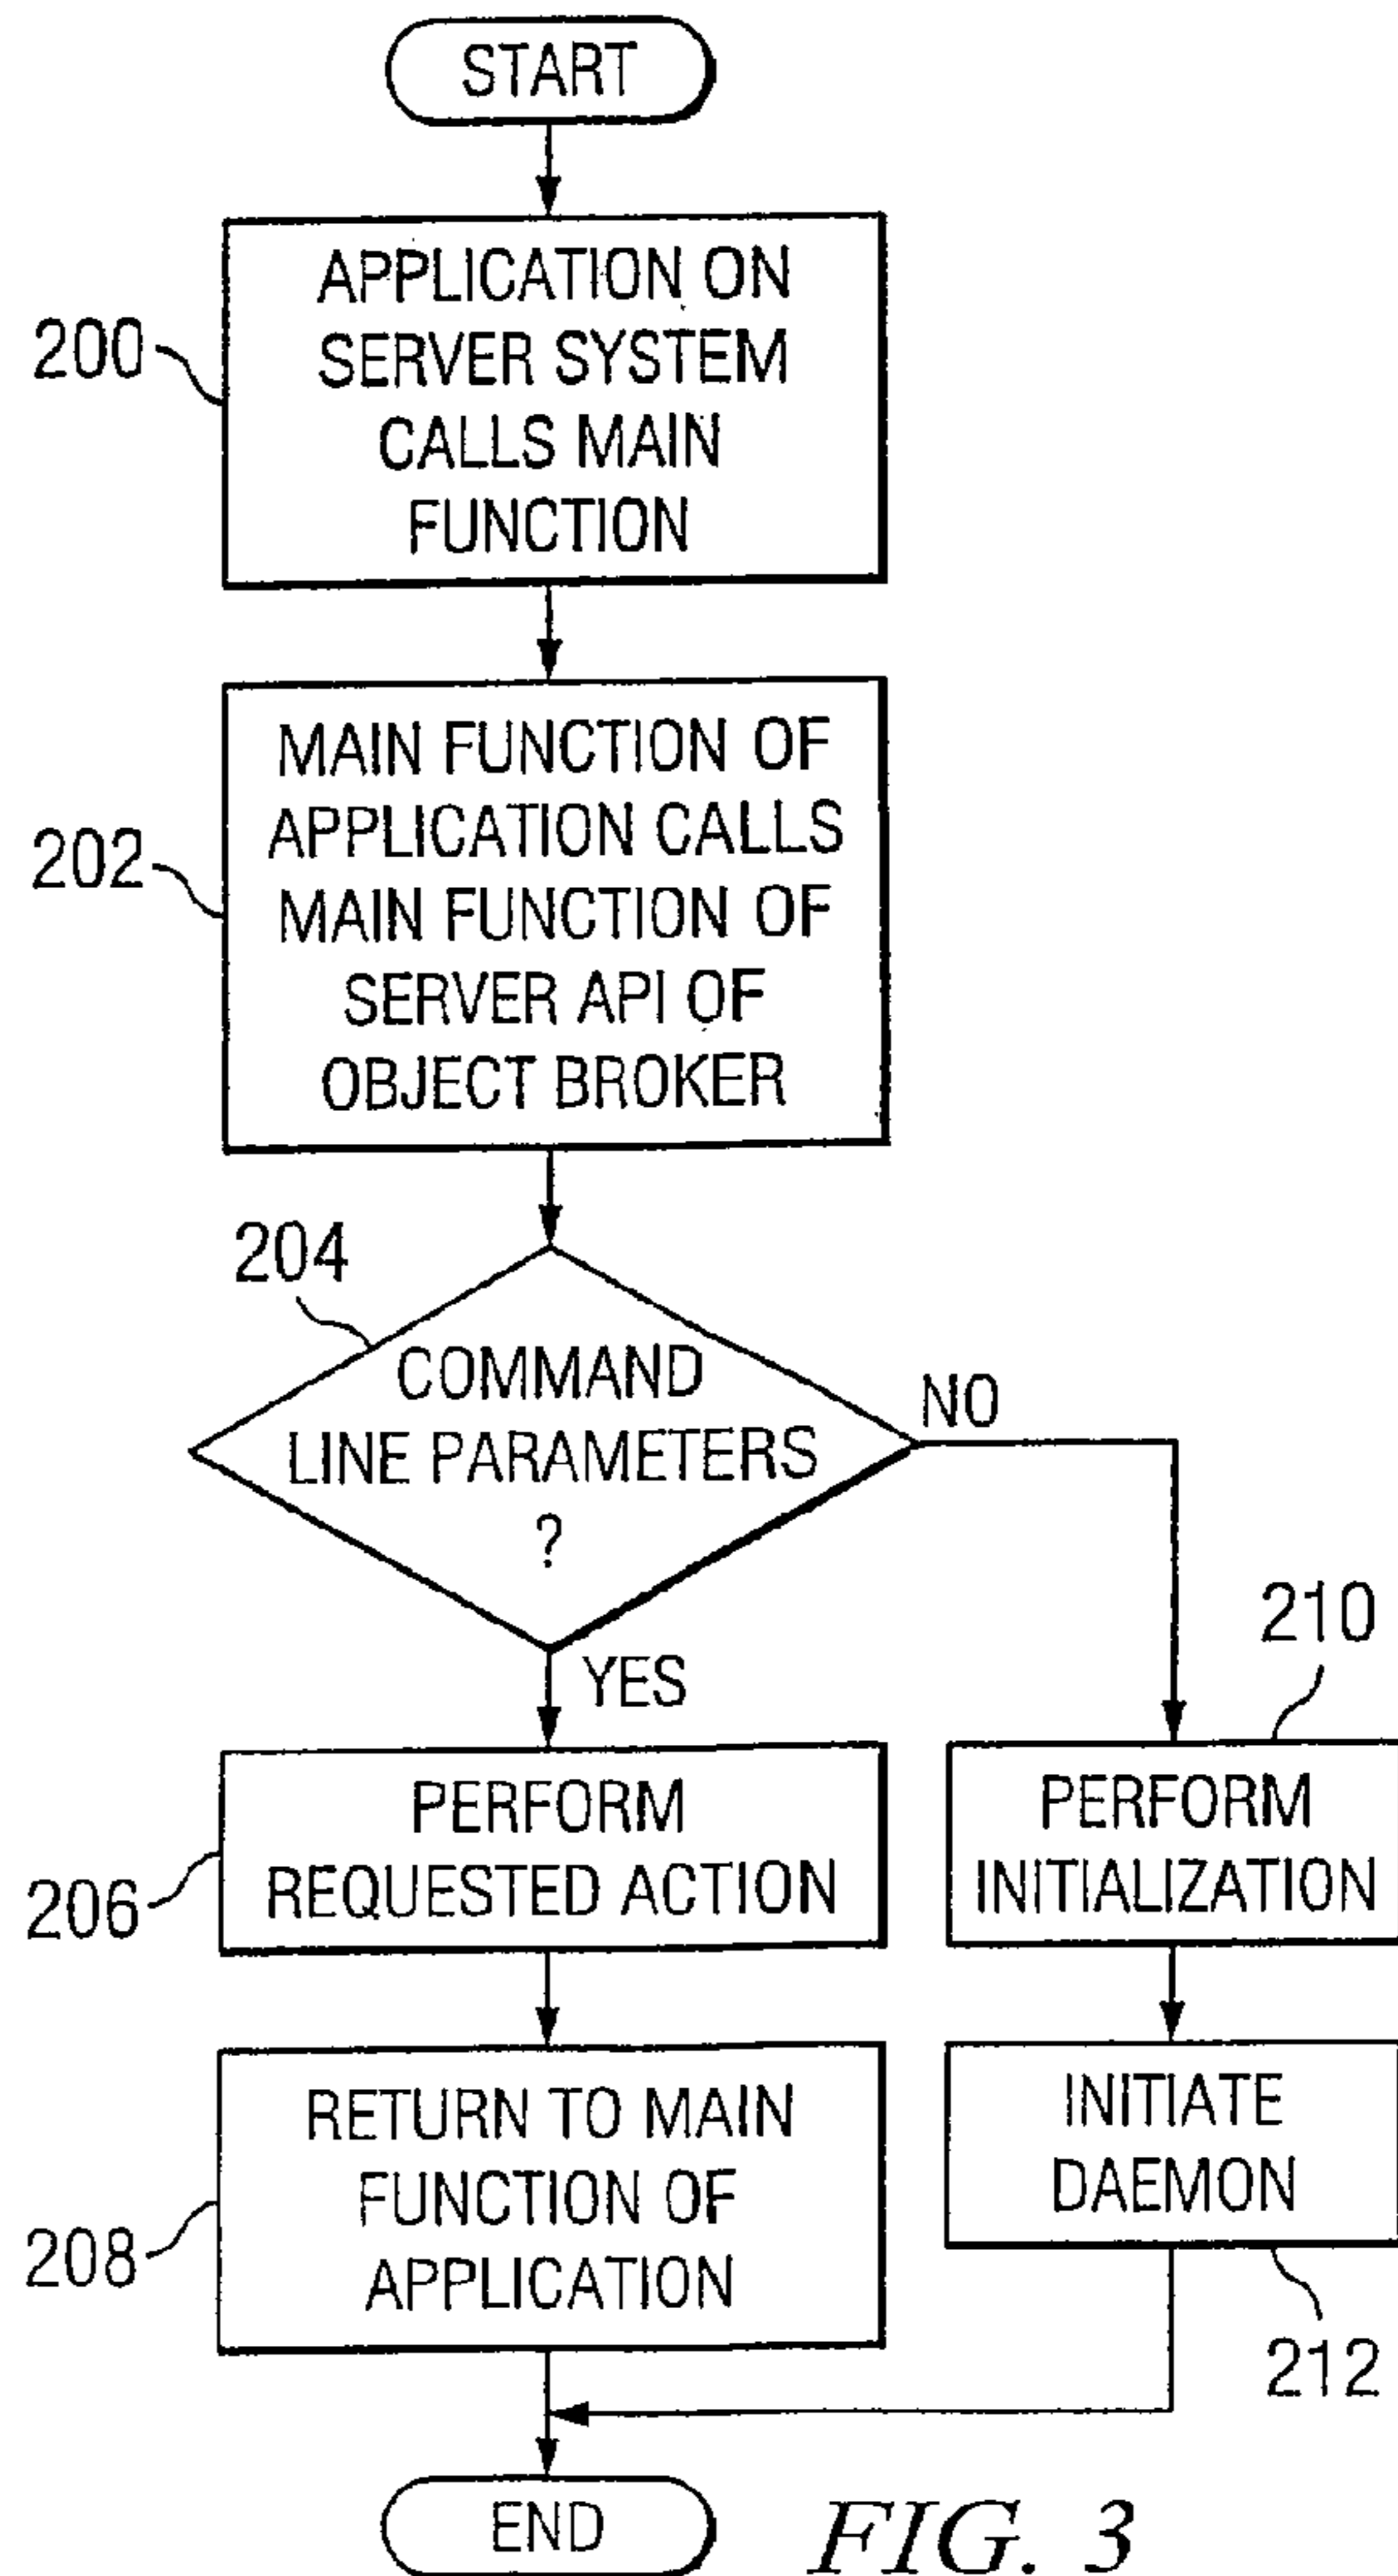 START
200
APPLICATION ON
SERVER SYSTEM
CALLS MAIN
FUNCTION
202
MAIN FUNCTION OF
APPLICATION CALLS
MAIN FUNCTION OF
SERVER API OF
OBJECT BROKER
204
COMMAND
LINE PARAMETERS
?
NO
YES
210
206
PERFORM
REQUESTED ACTION
PERFORM
INITIALIZATION
208
RETURN TO MAIN
FUNCTION OF
APPLICATION
INITIATE
DAEMON
212
END
FIG. 3